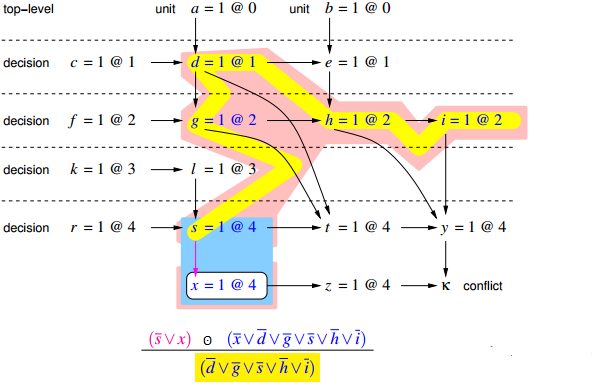 top-level unit a = 1 @ 0 unit b = 1 @ 0
decision c = 1 @ 1 d = 1 @ 1 e = 1 @ 1
decision f = 1 @ 2 g = 1 @ 2 h = 1 @ 2 i = 1 @ 2
decision k = 1 @ 3 l = 1 @ 3
decision r = 1 @ 4 s = 1 @ 4 t = 1 @ 4 y = 1 @ 4
x = 1 @ 4 z = 1 @ 4 κ conflict
(s̅ ∨ x) ⊙ (x̅ ∨ d̅ ∨ g̅ ∨ s̅ ∨ h̅ ∨ i̅)
(d̅ ∨ g̅ ∨ s̅ ∨ h̅ ∨ i̅)